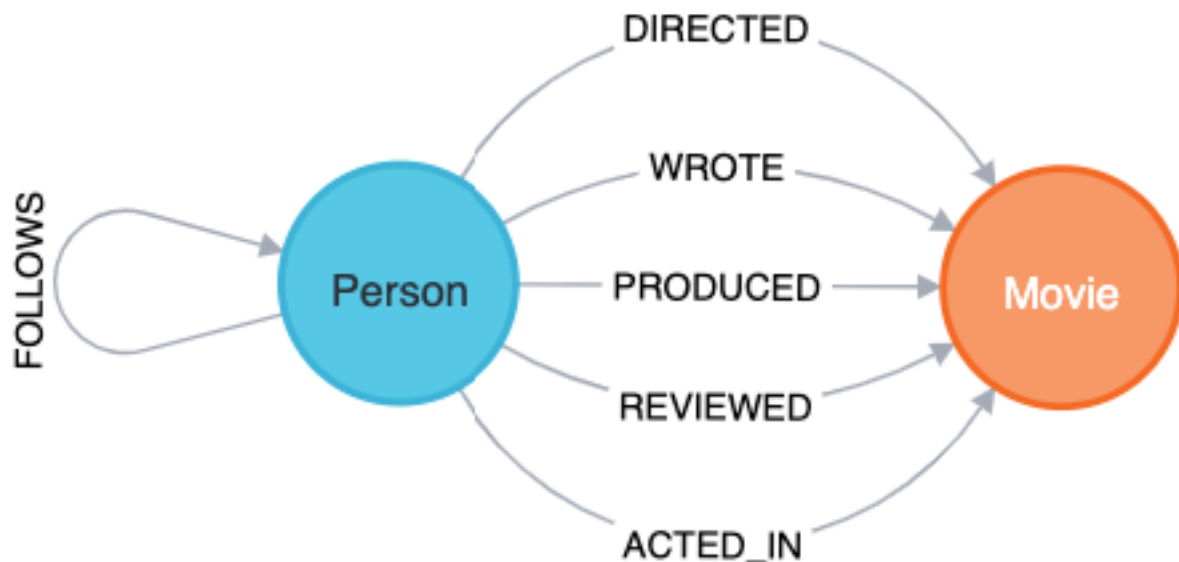 DIRECTED
WROTE
FOLLOWS
Person
PRODUCED
Movie
REVIEWED
ACTED_IN